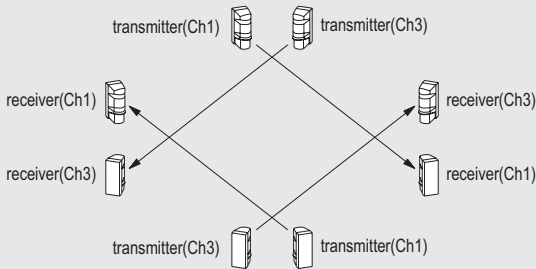 transmitter(Ch1)
transmitter(Ch3)
receiver(Ch1)
receiver(Ch3)
receiver(Ch3)
receiver(Ch1)
transmitter(Ch3)
transmitter(Ch1)